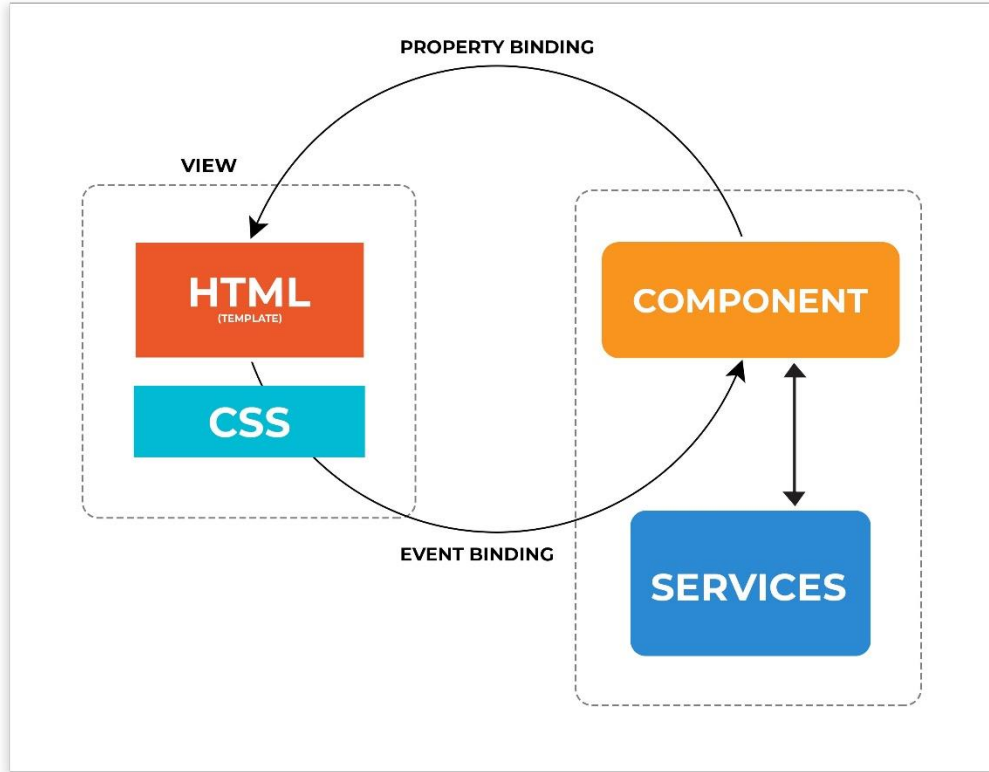 PROPERTY BINDING
VIEW
HTML
(TEMPLATE)
COMPONENT
CSS
EVENT BINDING
SERVICES